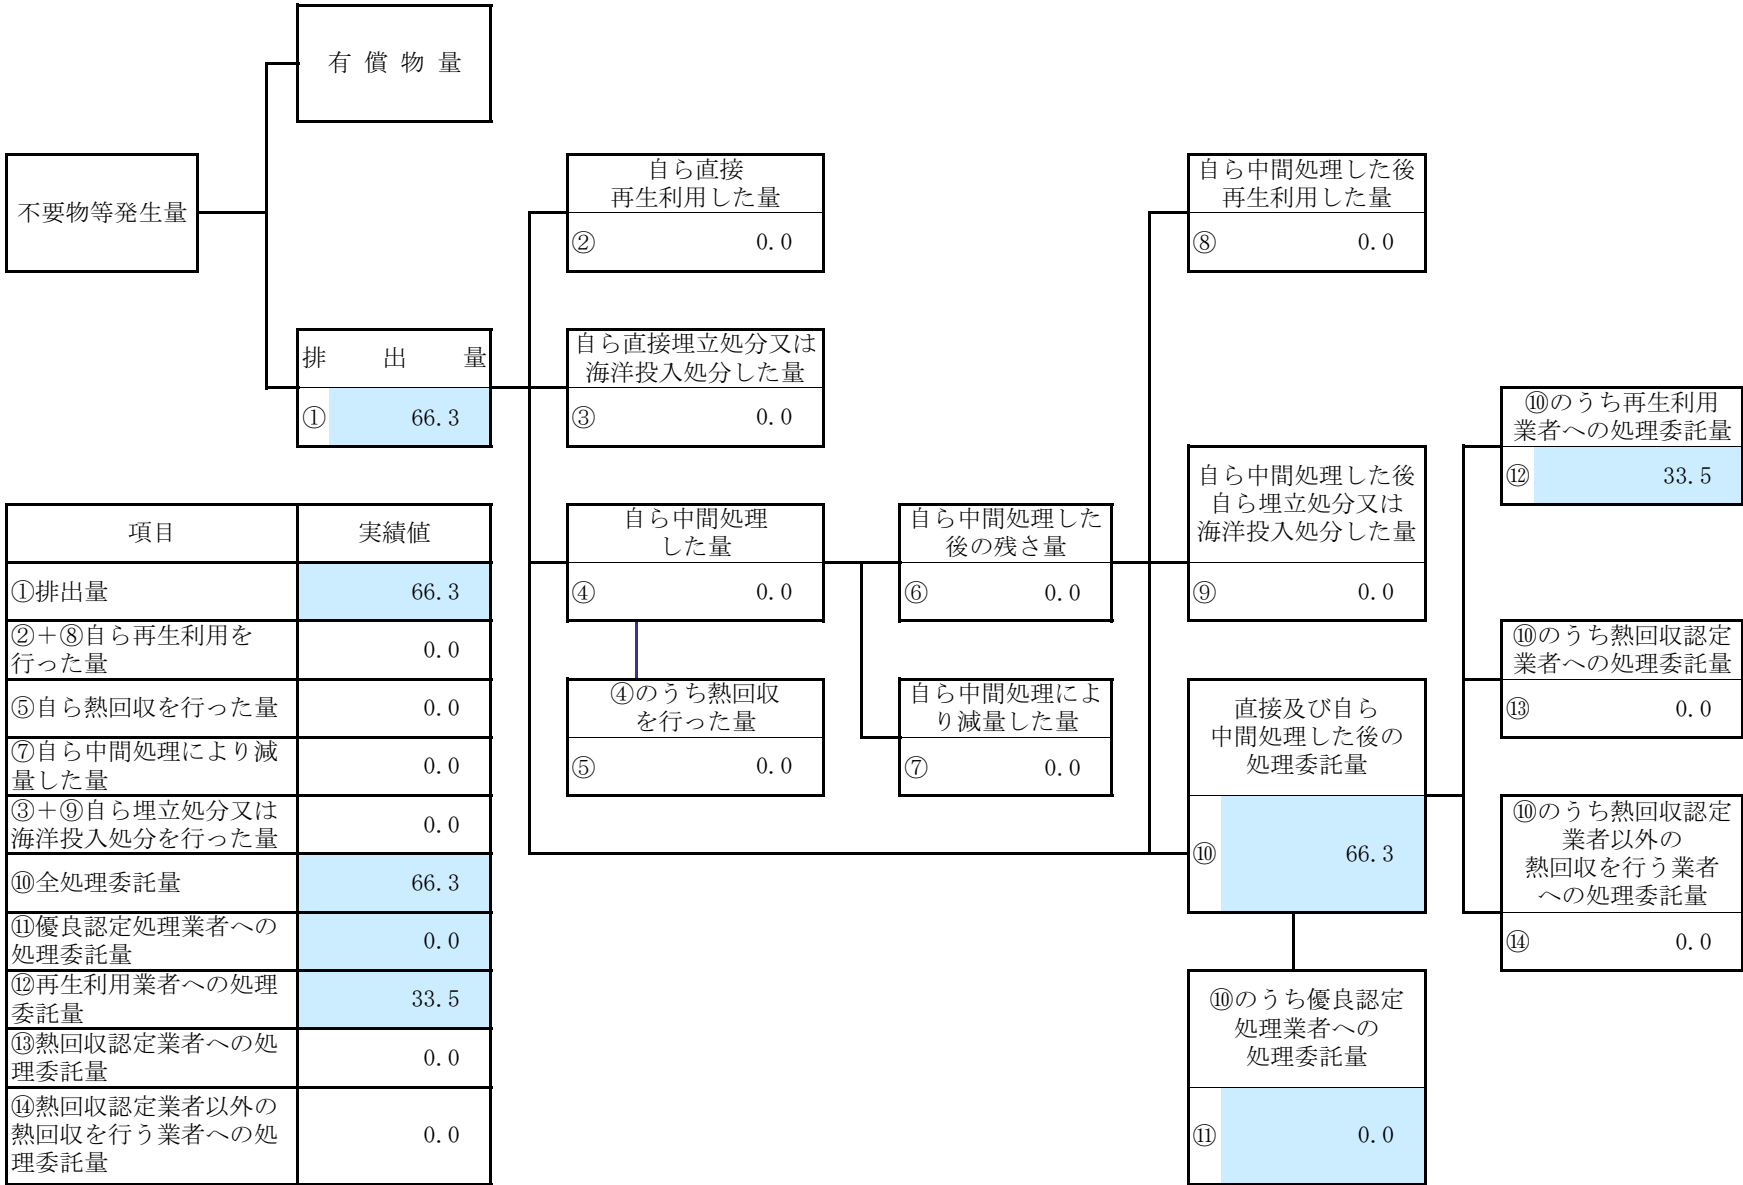 有償物量
不要物等発生量
排出量
① 66.3
自ら直接
再生利用した量
② 0.0
自ら直接埋立処分又は
海洋投入処分した量
③ 0.0
自ら中間処理
した量
④ 0.0
④のうち熱回収
を行った量
⑤ 0.0
自ら中間処理した
後の残さ量
⑥ 0.0
自ら中間処理によ
り減量した量
⑦ 0.0
自ら中間処理した後
再生利用した量
⑧ 0.0
自ら中間処理した後
自ら埋立処分又は
海洋投入処分した量
⑨ 0.0
直接及び自ら
中間処理した後の
処理委託量
⑩ 66.3
⑩のうち優良認定
処理業者への
処理委託量
⑪ 0.0
⑩のうち再生利用
業者への処理委託量
⑫ 33.5
⑩のうち熱回収認定
業者への処理委託量
⑬ 0.0
⑩のうち熱回収認定
業者以外の
熱回収を行う業者
への処理委託量
⑭ 0.0
項目 実績値
①排出量 66.3
②+⑧自ら再生利用を
行った量 0.0
⑤自ら熱回収を行った量 0.0
⑦自ら中間処理により減
量した量 0.0
③+⑨自ら埋立処分又は
海洋投入処分を行った量 0.0
⑩全処理委託量 66.3
⑪優良認定処理業者への
処理委託量 0.0
⑫再生利用業者への処理
委託量 33.5
⑬熱回収認定業者への処
理委託量 0.0
⑭熱回収認定業者以外の
熱回収を行う業者への処
理委託量 0.0